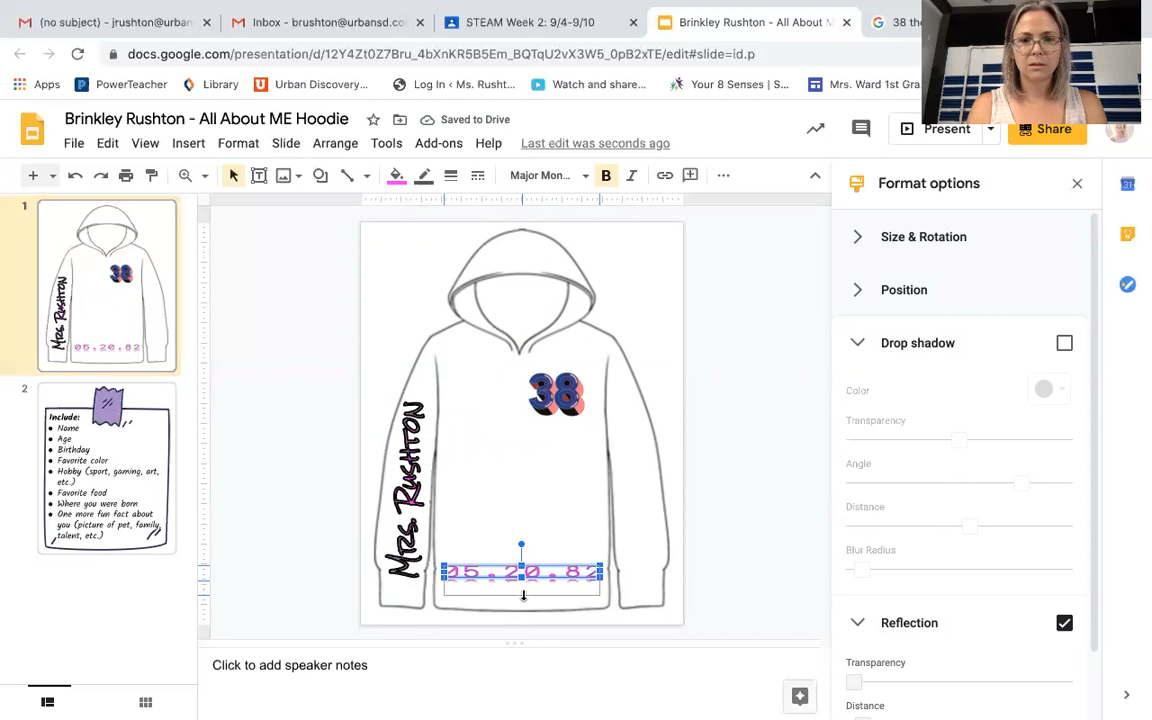 (no subject) - jrushton@urban
Inbox - brushton@urbansd.co
STEAM Week 2: 9/4-9/10
Brinkley Rushton - All About M
38 the
docs.google.com/presentation/d/12Y4Zt0Z7Bru_4bXnKR5B5Em_BQTqU2vX3W5_0pB2xTE/edit#slide=id.p
Apps
PowerTeacher
Library
Urban Discovery...
Log In ‹ Ms. Rusht...
Watch and share...
Your 8 Senses | S...
Mrs. Ward 1st Gra
Brinkley Rushton - All About ME Hoodie
Saved to Drive
File Edit View Insert Format Slide Arrange Tools Add-ons Help Last edit was seconds ago
Present
Share
Major Mon...
B
I
Format options
Size & Rotation
Position
Drop shadow
Color
Transparency
Angle
Distance
Blur Radius
Reflection
Transparency
Distance
1
38
Mrs. Rushton
05.20.82
2
Include:
● Name
● Age
● Birthday
● Favorite color
● Hobby (sport, gaming, art,
etc.)
● Favorite food
● Where you were born
● One more fun fact about
you (picture of pet, family,
talent, etc.)
38
Mrs. Rushton
05.20.82
Click to add speaker notes